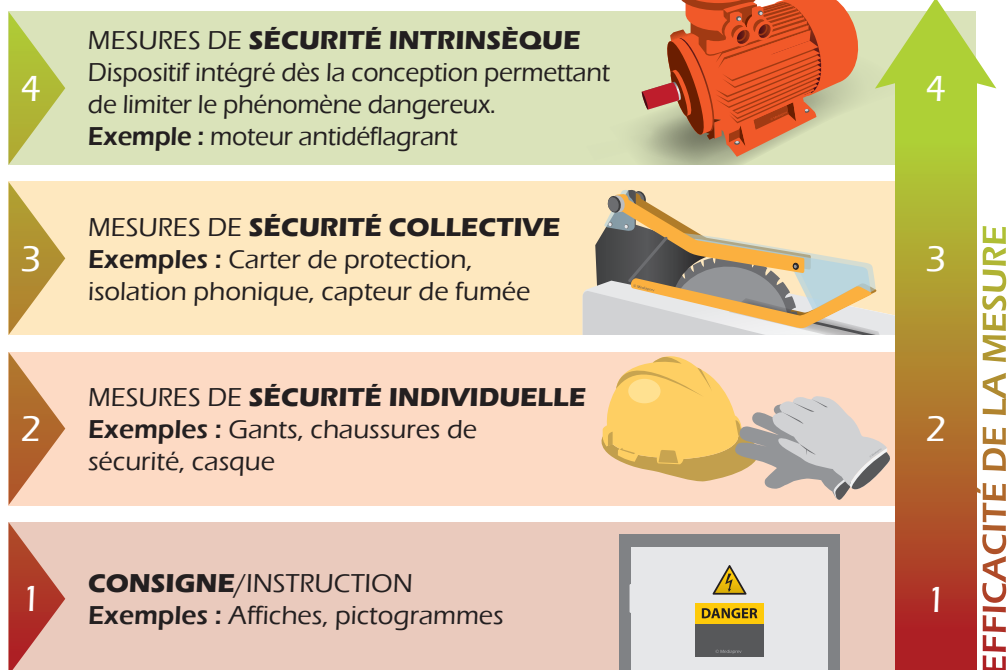 4
MESURES DE SÉCURITÉ INTRINSÈQUE
Dispositif intégré dès la conception permettant
de limiter le phénomène dangereux.
Exemple : moteur antidéflagrant
4
3
MESURES DE SÉCURITÉ COLLECTIVE
Exemples : Carter de protection,
isolation phonique, capteur de fumée
3
2
MESURES DE SÉCURITÉ INDIVIDUELLE
Exemples : Gants, chaussures de
sécurité, casque
2
1
CONSIGNE/INSTRUCTION
Exemples : Affiches, pictogrammes
DANGER
1
EFFICACITÉ DE LA MESURE